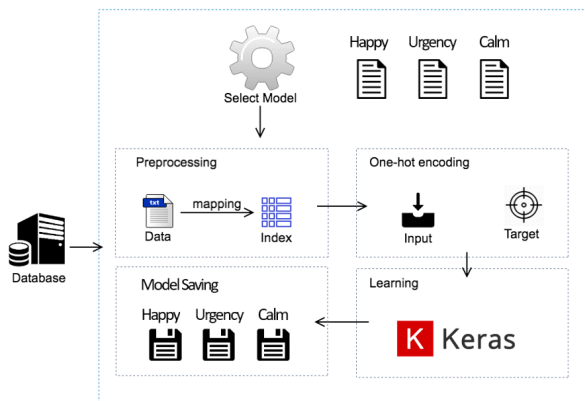 Happy Urgency Calm
Select Model
Preprocessing
txt
mapping
Data
Index
One-hot encoding
Input
Target
Database
Model Saving
Happy Urgency Calm
Learning
K Keras